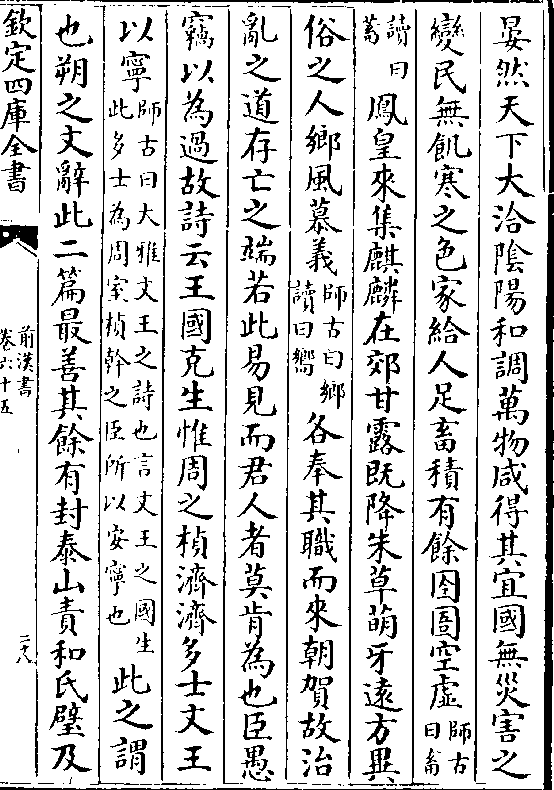 晏然天下大洽陰陽和調萬物咸得其宜國無災害之
變民無飢寒之色家給人足畜積有餘囹圄空虛師古曰畜
讀曰蓄鳳皇來集麒麟在郊甘露既降朱草萌牙遠方異
俗之人鄉風慕義師古曰鄉讀曰嚮各奉其職而來朝賀故治
亂之道存亡之端若此易見而君人者莫肯為也臣愚
竊以為過故詩云王國克生惟周之楨濟濟多士文王
以寧師古曰大雅文王之詩也言文王之國生此多士為周室楨幹之臣所以安寧也此之謂
也朔之文辭此二篇最善其餘有封泰山責和氏璧及
欽定四庫全書
前漢書
卷六十五
二八